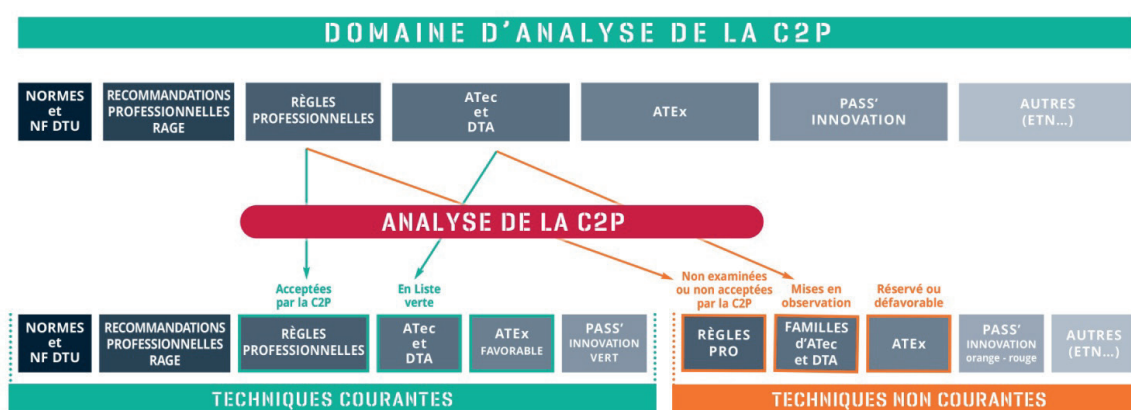 DOMAINE D'ANALYSE DE LA C2P
NORMES
et
NF DTU
RECOMMANDATIONS
PROFESSIONNELLES
RAGE
RÈGLES
PROFESSIONNELLES
ATec
et
DTA
ATEx
PASS'
INNOVATION
AUTRES
(ETN...)
ANALYSE DE LA C2P
Acceptées
par la C2P
En Liste
verte
Non examinées
ou non acceptées
par la C2P
Mises en
observation
Réservé ou
défavorable
NORMES
et
NF DTU
RECOMMANDATIONS
PROFESSIONNELLES
RAGE
RÈGLES
PROFESSIONNELLES
ATec
et
DTA
ATEx
FAVORABLE
PASS'
INNOVATION
VERT
RÈGLES
PRO
FAMILLES
d'ATec
et DTA
ATEx
PASS'
INNOVATION
orange - rouge
AUTRES
(ETN...)
TECHNIQUES COURANTES
TECHNIQUES NON COURANTES